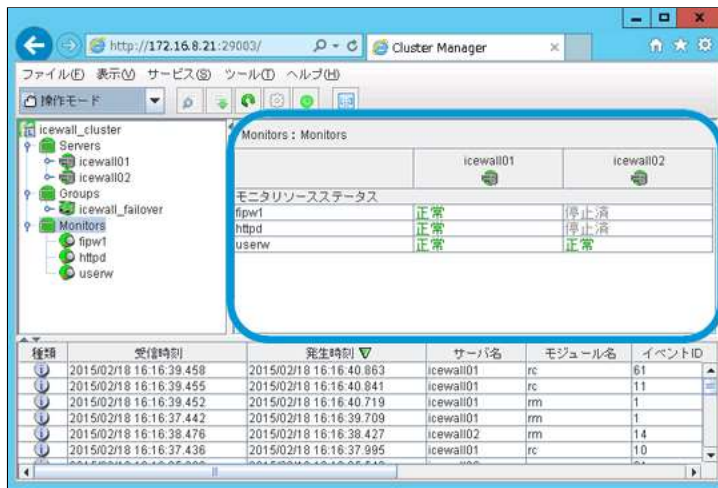 http://172.16.8.21:29003/
Cluster Manager
ファイル(F) 表示(V) サービス(S) ツール(T) ヘルプ(H)
操作モード
icewall_cluster
Servers
icewall01
icewall02
Groups
icewall_failover
Monitors
fipw1
httpd
userw
Monitors : Monitors
icewall01 icewall02
モニタリソースステータス
fipw1 正常 停止済
httpd 正常 停止済
userw 正常 正常
種類 受信時刻 発生時刻 サーバ名 モジュール名 イベントID
2015/02/18 16:16:39.458 2015/02/18 16:16:40.863 icewall01 rc 61
2015/02/18 16:16:39.455 2015/02/18 16:16:40.841 icewall01 rc 11
2015/02/18 16:16:39.452 2015/02/18 16:16:40.719 icewall01 rm 1
2015/02/18 16:16:37.442 2015/02/18 16:16:39.709 icewall01 rm 1
2015/02/18 16:16:38.476 2015/02/18 16:16:38.427 icewall02 rm 14
2015/02/18 16:16:37.436 2015/02/18 16:16:37.995 icewall01 rc 10